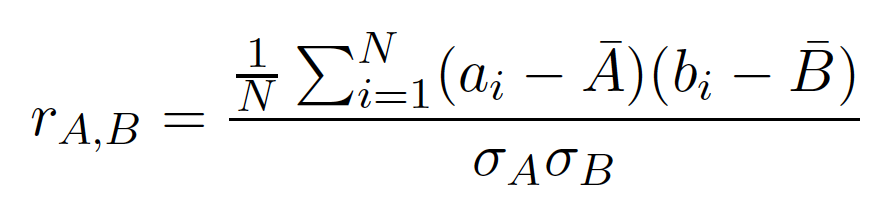 r_{A,B} = \frac{\frac{1}{N} \sum_{i=1}^{N} (a_i - \bar{A})(b_i - \bar{B})}{\sigma_A \sigma_B}